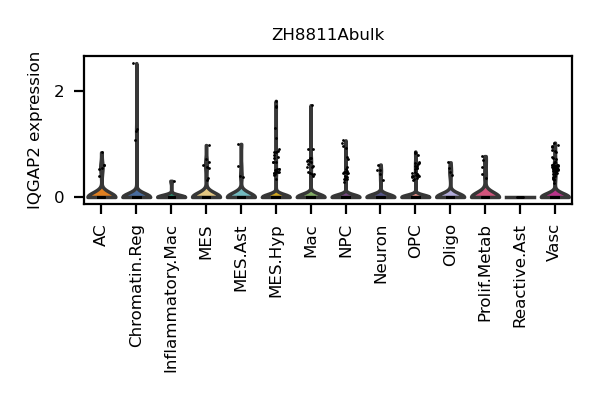 ZH8811Abulk
IQGAP2 expression
2
0
AC
Chromatin.Reg
Inflammatory.Mac
MES
MES.Ast
MES.Hyp
Mac
NPC
Neuron
OPC
Oligo
Prolif.Metab
Reactive.Ast
Vasc